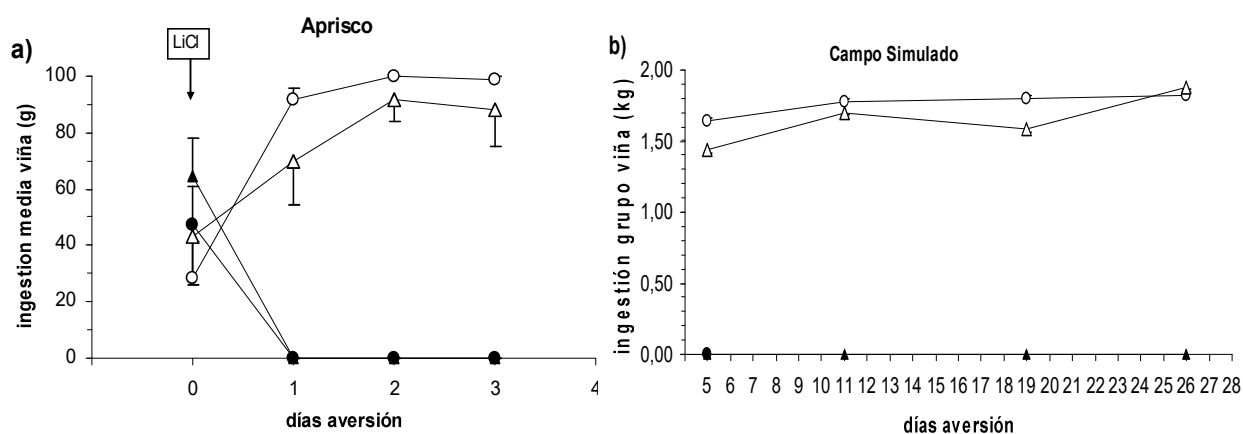 a)
Aprisco
LiCl
100
80
60
40
20
0
ingestion media viña (g)
0 1 2 3 4
días aversión
b)
Campo Simulado
2,00
1,50
1,00
0,50
0,00
ingestión grupo viña (kg)
5 6 7 8 9 10 11 12 13 14 15 16 17 18 19 20 21 22 23 24 25 26 27 28
días aversión